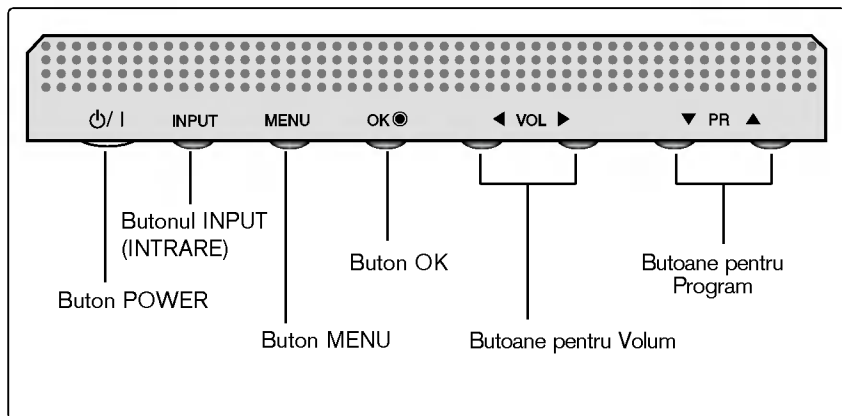 ⏻/ I INPUT MENU OK◉ ◀ VOL ▶ ▼ PR ▲
Butonul INPUT
(INTRARE)
Buton OK
Butoane pentru
Program
Buton POWER
Buton MENU
Butoane pentru Volum